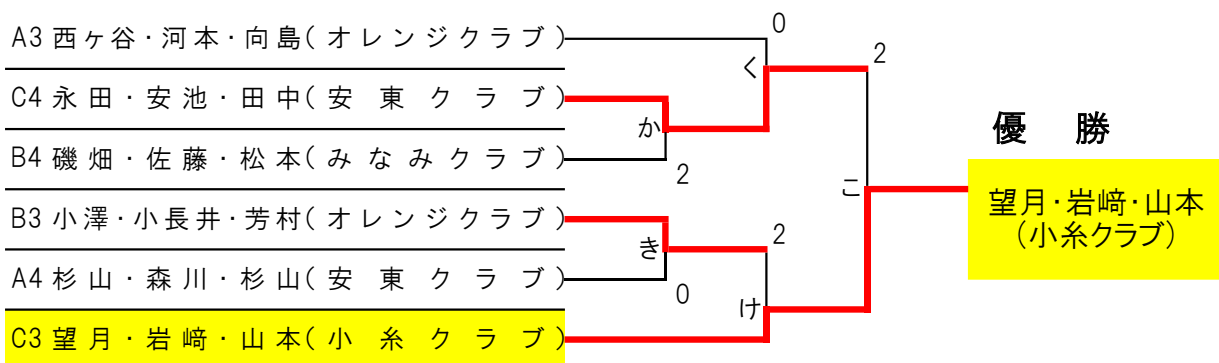 A3 西ヶ谷・河本・向島(オレンジクラブ)
0
く
2
C4 永田・安池・田中(安東クラブ)
か
B4 磯畑・佐藤・松本(みなみクラブ)
2
こ
B3 小澤・小長井・芳村(オレンジクラブ)
き
2
A4 杉山・森川・杉山(安東クラブ)
0
け
C3 望月・岩﨑・山本(小糸クラブ)
優 勝
望月・岩﨑・山本
(小糸クラブ)